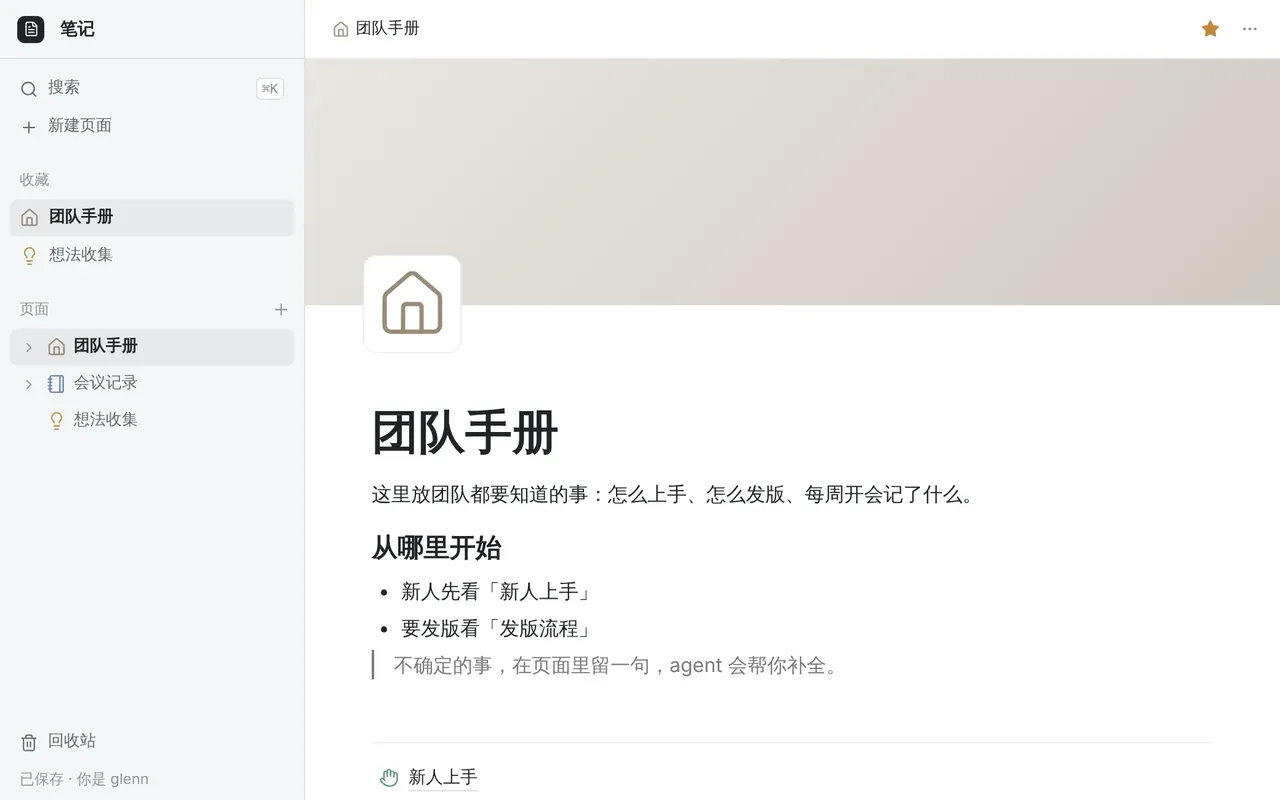 笔记
搜索 ⌘K
新建页面
收藏
团队手册
想法收集
页面
团队手册
会议记录
想法收集
回收站
已保存 · 你是 glenn
团队手册
团队手册
这里放团队都要知道的事：怎么上手、怎么发版、每周开会记了什么。
从哪里开始
• 新人先看「新人上手」
• 要发版看「发版流程」
不确定的事，在页面里留一句，agent 会帮你补全。
新人上手